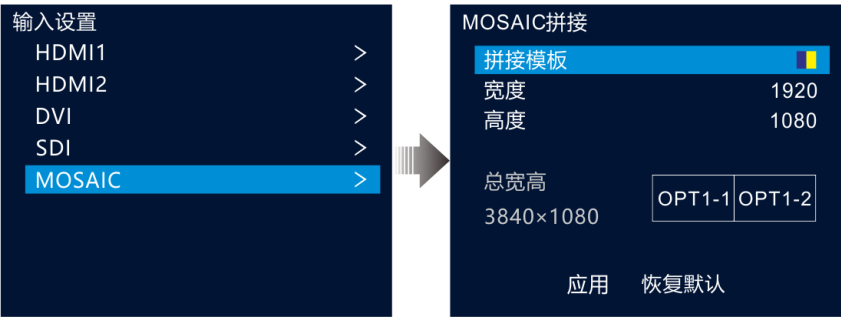 输入设置
HDMI1 >
HDMI2 >
DVI >
SDI >
MOSAIC >
MOSAIC拼接
拼接模板
宽度 1920
高度 1080
总宽高
3840×1080
OPT1-1 OPT1-2
应用 恢复默认